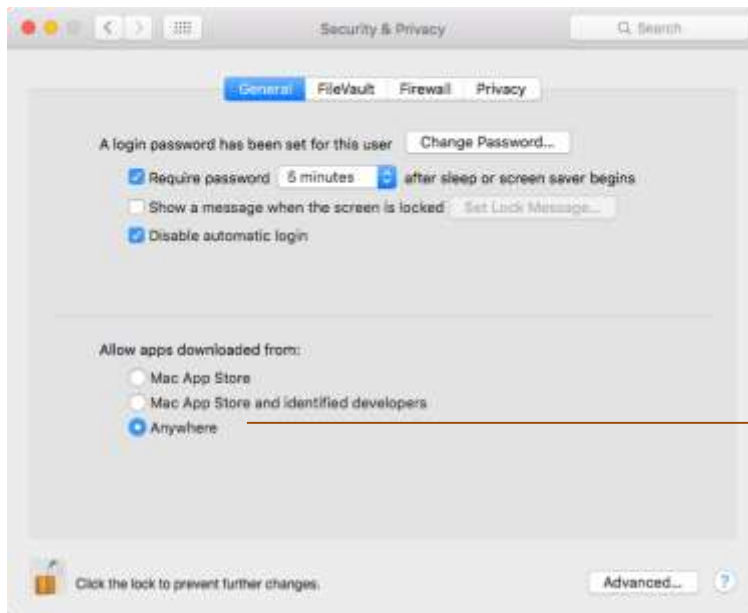 Security & Privacy
Search
General FileVault Firewall Privacy
A login password has been set for this user Change Password...
Require password 5 minutes after sleep or screen saver begins
Show a message when the screen is locked Set Lock Message...
Disable automatic login
Allow apps downloaded from:
Mac App Store
Mac App Store and identified developers
Anywhere
Click the lock to prevent further changes.
Advanced... ?